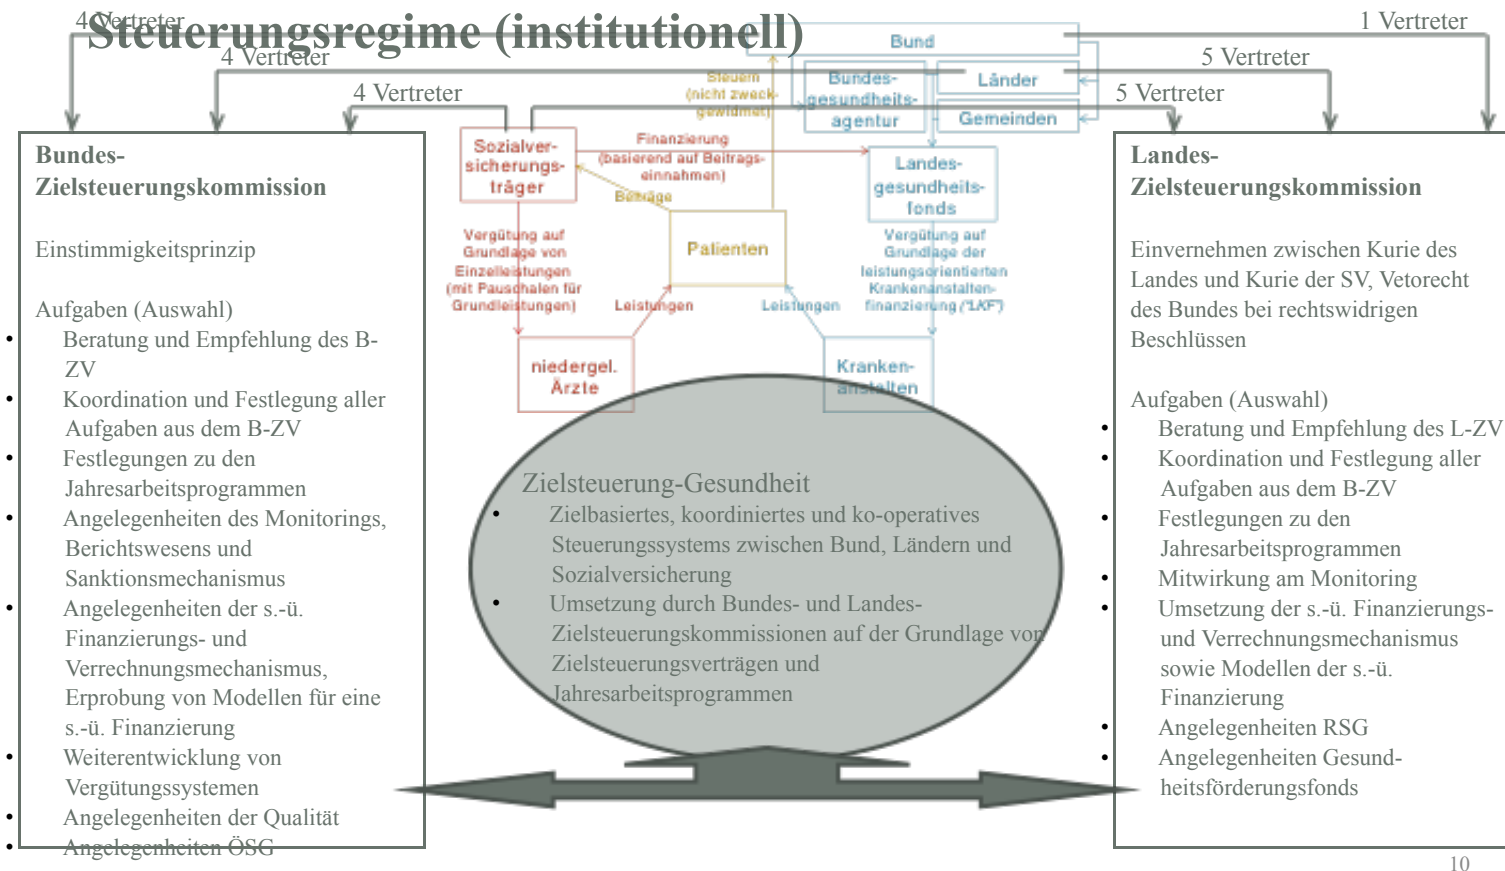 Steuerungsregime (institutionell)
4 Vertreter
4 Vertreter
4 Vertreter
1 Vertreter
5 Vertreter
5 Vertreter
Bundes-
Zielsteuerungskommission
Einstimmigkeitsprinzip
Aufgaben (Auswahl)
• Beratung und Empfehlung des B-
ZV
• Koordination und Festlegung aller
Aufgaben aus dem B-ZV
• Festlegungen zu den
Jahresarbeitsprogrammen
• Angelegenheiten des Monitorings,
Berichtswesens und
Sanktionsmechanismus
• Angelegenheiten der s.-ü.
Finanzierungs- und
Verrechnungsmechanismus,
Erprobung von Modellen für eine
s.-ü. Finanzierung
• Weiterentwicklung von
Vergütungssystemen
• Angelegenheiten der Qualität
• Angelegenheiten ÖSG
Bund
Steuern
(nicht zweck-
gewidmet)
Bundes-
gesundheits-
agentur
Länder
Gemeinden
Sozialver-
sicherungs-
träger
Finanzierung
(basierend auf Beitrags-
einnahmen)
Beiträge
Landes-
gesundheits-
fonds
Patienten
Vergütung auf
Grundlage von
Einzelleistungen
(mit Pauschalen für
Grundleistungen)
Leistungen
Leistungen
Vergütung auf
Grundlage der
leistungsorientierten
Krankenanstalten-
finanzierung ("LKF")
niedergel.
Ärzte
Kranken-
anstalten
Zielsteuerung-Gesundheit
• Zielbasiertes, koordiniertes und ko-operatives
Steuerungssystems zwischen Bund, Ländern und
Sozialversicherung
• Umsetzung durch Bundes- und Landes-
Zielsteuerungskommissionen auf der Grundlage von
Zielsteuerungsverträgen und
Jahresarbeitsprogrammen
Landes-
Zielsteuerungskommission
Einvernehmen zwischen Kurie des
Landes und Kurie der SV, Vetorecht
des Bundes bei rechtswidrigen
Beschlüssen
Aufgaben (Auswahl)
• Beratung und Empfehlung des L-ZV
• Koordination und Festlegung aller
Aufgaben aus dem B-ZV
• Festlegungen zu den
Jahresarbeitsprogrammen
• Mitwirkung am Monitoring
• Umsetzung der s.-ü. Finanzierungs-
und Verrechnungsmechanismus
sowie Modellen der s.-ü.
Finanzierung
• Angelegenheiten RSG
• Angelegenheiten Gesund-
heitsförderungsfonds
10